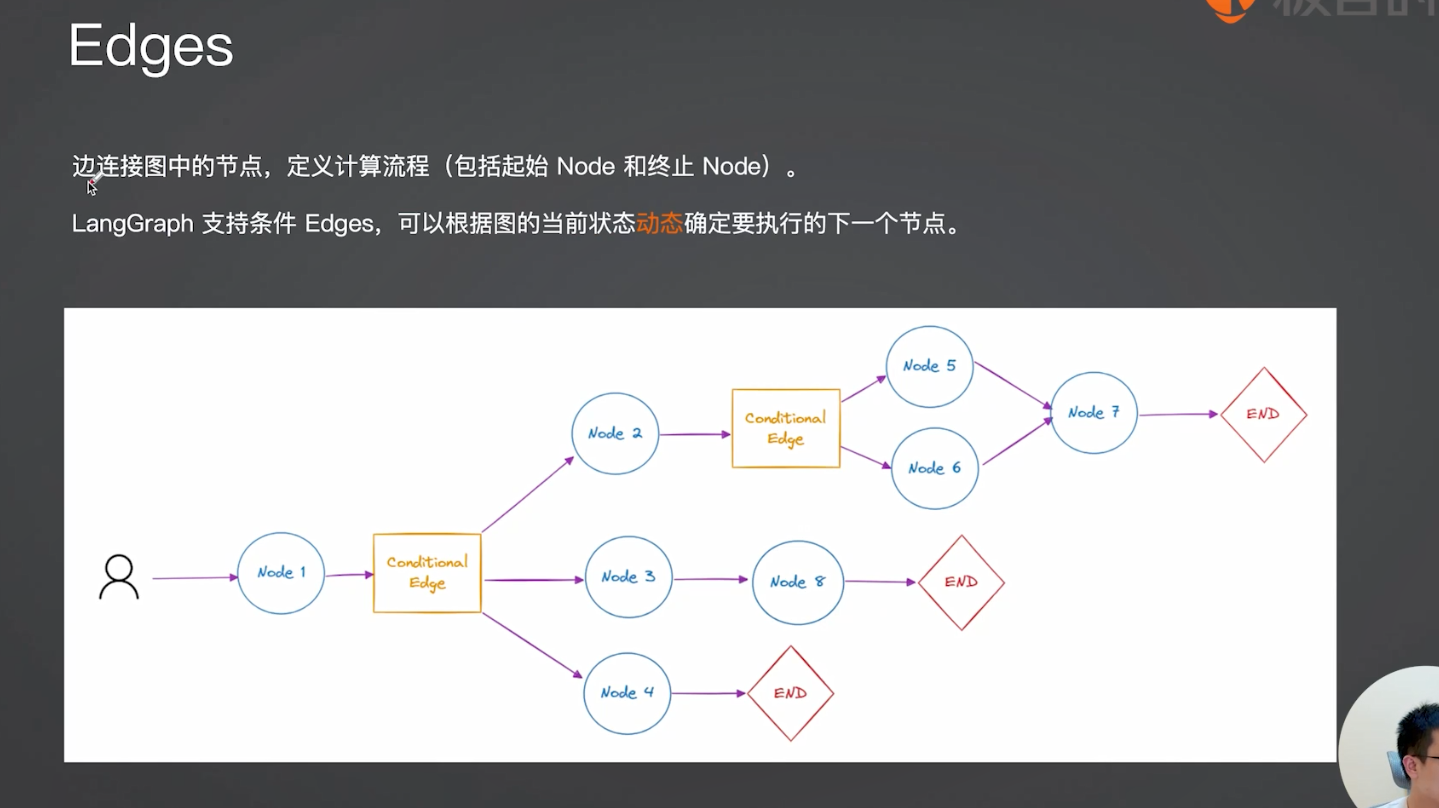 Edges
边连接图中的节点，定义计算流程（包括起始 Node 和终止 Node）。
LangGraph 支持条件 Edges，可以根据图的当前状态动态确定要执行的下一个节点。
Node 5
Node 7
END
Conditional
Edge
Node 2
Node 6
Node 1
Conditional
Edge
Node 3
Node 8
END
Node 4
END